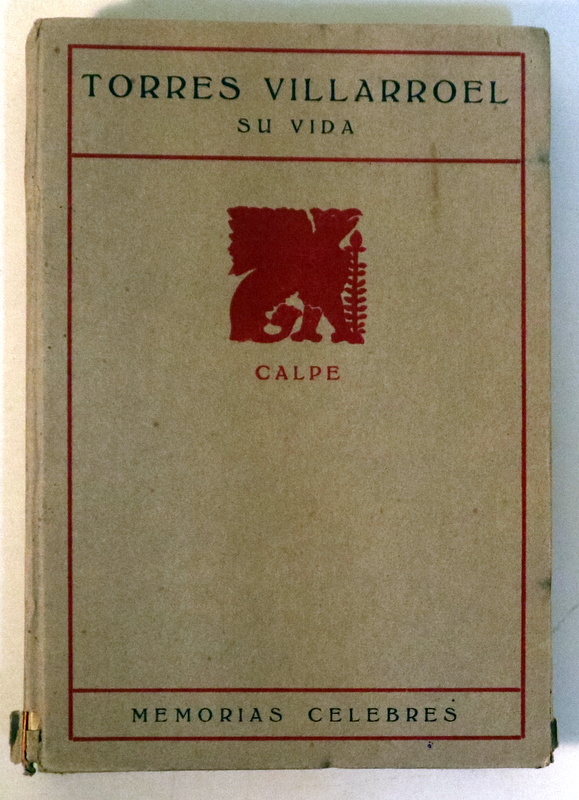 TORRES VILLARROEL
SU VIDA
CALPE
MEMORIAS CELEBRES